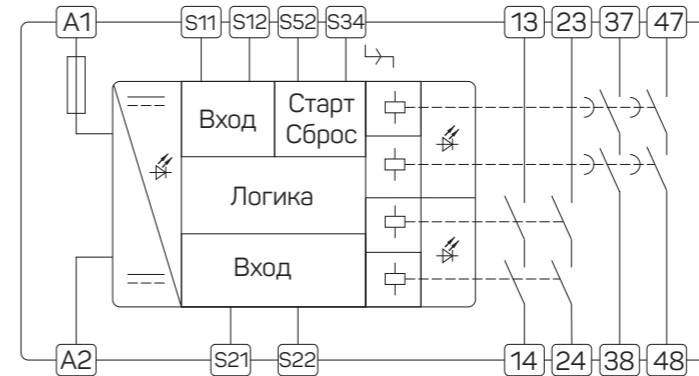 A1 S11 S12 S52 S34 13 23 37 47
Вход
Старт
Сброс
Логика
Вход
A2 S21 S22 14 24 38 48